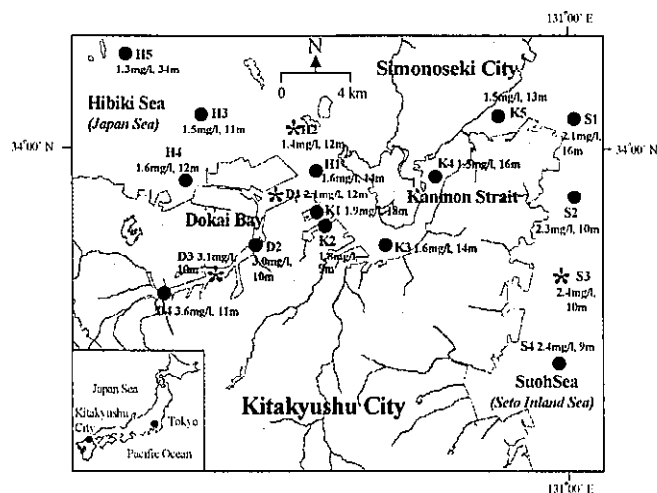 131°00' E
H5
1.3mg/l, 34m
N
0 4 km
Simonoseki City
Hibiki Sea
(Japan Sea)
H3
1.5mg/l, 11m
H2
1.4mg/l, 12m
1.5mg/l, 13m
K5
S1
2.1mg/l,
16m
34°00' N
34°00' N
H4
1.6mg/l, 12m
H1
1.6mg/l, 14m
K4 1.5mg/l, 16m
Kanmon Strait
D1 2.1mg/l, 12m
K1 1.9mg/l, 18m
S2
2.3mg/l, 10m
Dokai Bay
K2
1.8mg/l,
9m
K3 1.6mg/l, 14m
D2
3.0mg/l,
10m
D3 3.1mg/l,
10m
S3
2.4mg/l,
10m
D4 3.6mg/l, 11m
S4 2.4mg/l, 9m
SuohSea
(Seto Inland Sea)
Kitakyushu City
Japan Sea
Kitakyushu
City
Tokyo
Pacific Ocean
131°00' E